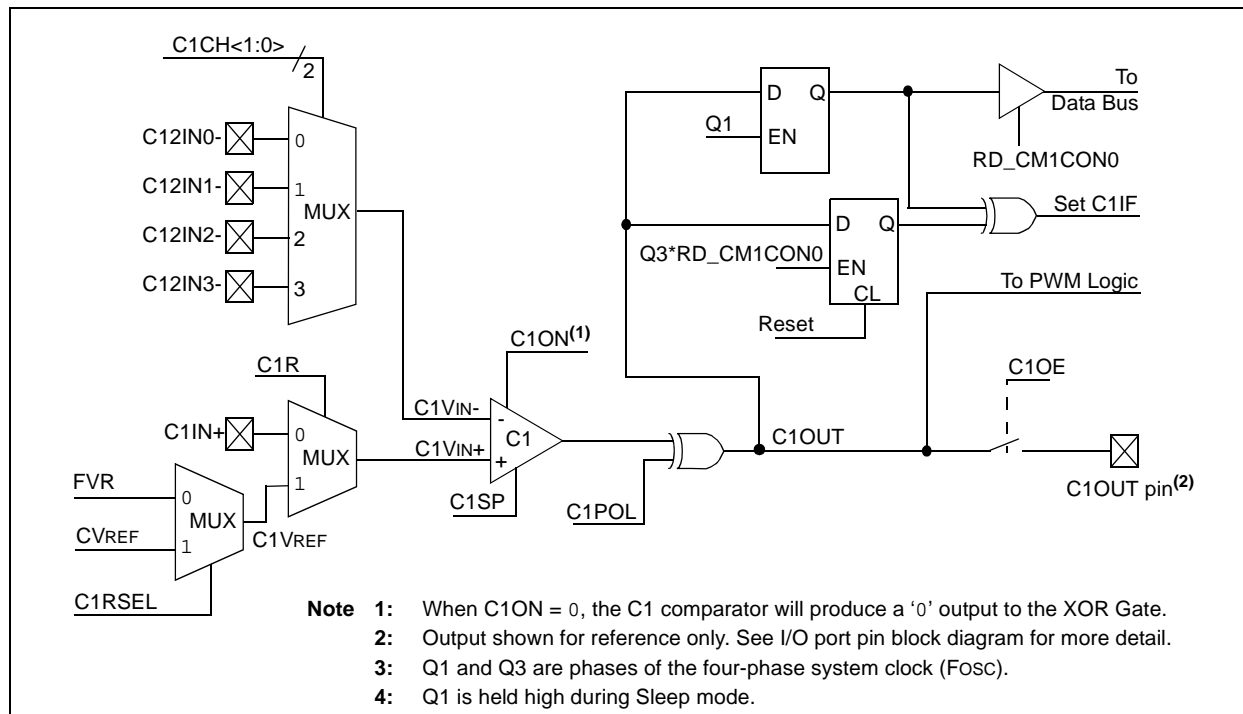 C1CH<1:0>
2
C12IN0-
0
C12IN1-
1
MUX
C12IN2-
2
C12IN3-
3
D
Q
Q1
EN
To
Data Bus
RD_CM1CON0
D
Q
Q3*RD_CM1CON0
EN
CL
Reset
Set C1IF
To PWM Logic
C1R
C1IN+
0
MUX
1
FVR
0
MUX
CVREF
1
C1VREF
C1RSEL
C1ON(1)
C1VIN-
-
C1
C1VIN+
+
C1SP
C1POL
C1OUT
C1OE
C1OUT pin(2)
Note 1: When C1ON = 0, the C1 comparator will produce a ‘0’ output to the XOR Gate.
2: Output shown for reference only. See I/O port pin block diagram for more detail.
3: Q1 and Q3 are phases of the four-phase system clock (FOSC).
4: Q1 is held high during Sleep mode.